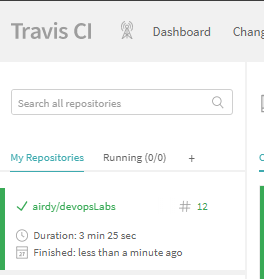 Travis CI Dashboard Chang
Search all repositories
My Repositories Running (0/0) +
airdy/devopsLabs # 12
Duration: 3 min 25 sec
Finished: less than a minute ago